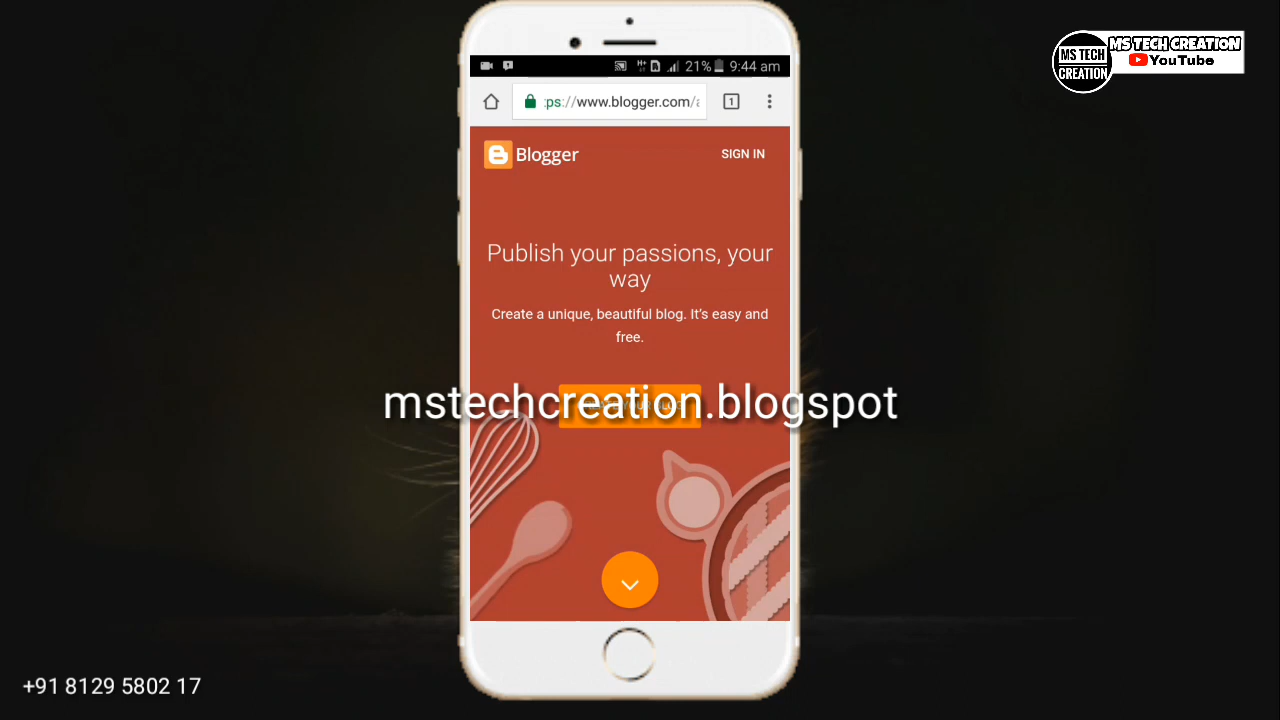 MS TECH
CREATION
MS TECH CREATION
YouTube
21% 9:44 am
ps://www.blogger.com/a
1
Blogger
SIGN IN
Publish your passions, your
way
Create a unique, beautiful blog. It's easy and
free.
mstechcreation.blogspot
+91 8129 5802 17